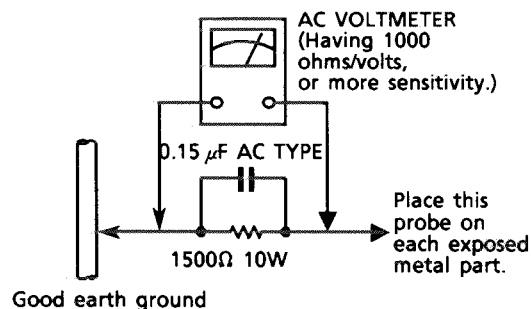 AC VOLTMETER
(Having 1000
ohms/volts,
or more sensitivity.)
0.15 μF AC TYPE
1500Ω 10W
Place this
probe on
each exposed
metal part.
Good earth ground